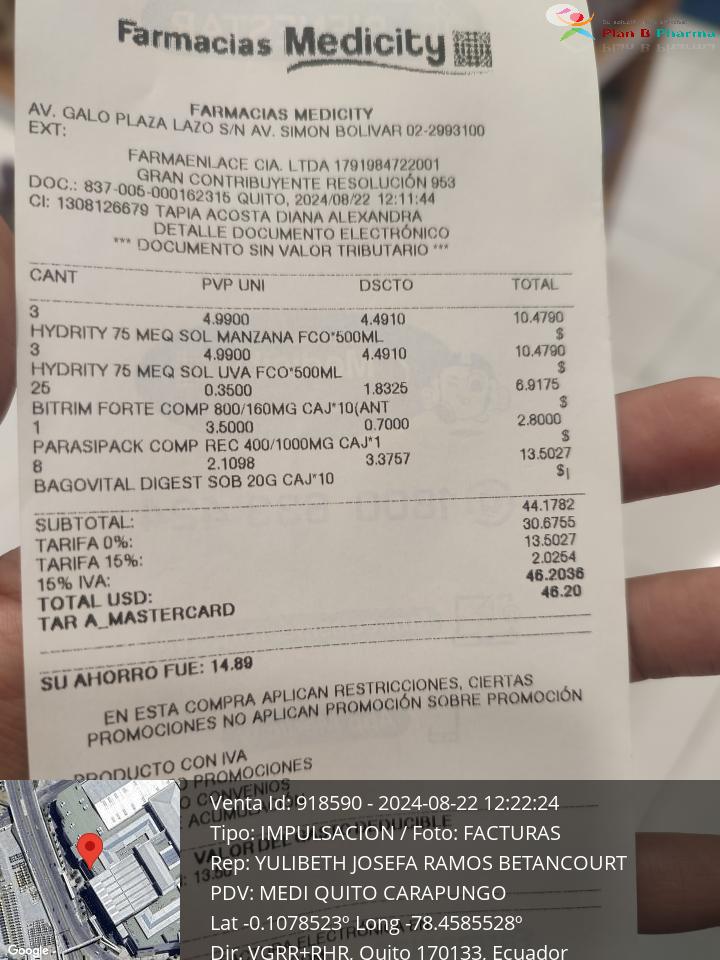 Su salud es nuestra empresa
Plan B Pharma
Farmacias Medicity
FARMACIAS MEDICITY
AV. GALO PLAZA LAZO S/N AV. SIMON BOLIVAR 02-2993100
EXT:
FARMAENLACE CIA. LTDA 1791984722001
GRAN CONTRIBUYENTE RESOLUCIÓN 953
DOC.: 837-005-000162315 QUITO, 2024/08/22 12:11:44
CI: 1308126679 TAPIA ACOSTA DIANA ALEXANDRA
DETALLE DOCUMENTO ELECTRÓNICO
*** DOCUMENTO SIN VALOR TRIBUTARIO ***
CANT PVP UNI DSCTO TOTAL
3 4.9900 4.4910 10.4790
HYDRITY 75 MEQ SOL MANZANA FCO*500ML $
3 4.9900 4.4910 10.4790
HYDRITY 75 MEQ SOL UVA FCO*500ML $
25 0.3500 1.8325 6.9175
BITRIM FORTE COMP 800/160MG CAJ*10(ANT $
1 3.5000 0.7000 2.8000
PARASIPACK COMP REC 400/1000MG CAJ*1 $
8 2.1098 3.3757 13.5027
BAGOVITAL DIGEST SOB 20G CAJ*10 $|
SUBTOTAL: 44.1782
TARIFA 0%: 30.6755
TARIFA 15%: 13.5027
15% IVA: 2.0254
TOTAL USD: 46.2036
TAR A_MASTERCARD 46.20
SU AHORRO FUE: 14.89
EN ESTA COMPRA APLICAN RESTRICCIONES, CIERTAS
PROMOCIONES NO APLICAN PROMOCIÓN SOBRE PROMOCIÓN
PRODUCTO CON IVA
O PROMOCIONES
O CONVENIOS
VALOR DEL DEDUCIBLE
Venta Id: 918590 - 2024-08-22 12:22:24
Tipo: IMPULSACION / Foto: FACTURAS
Rep: YULIBETH JOSEFA RAMOS BETANCOURT
PDV: MEDI QUITO CARAPUNGO
Lat -0.1078523º Long -78.4585528º
Dir. VGRR+RHR, Quito 170133, Ecuador
Google